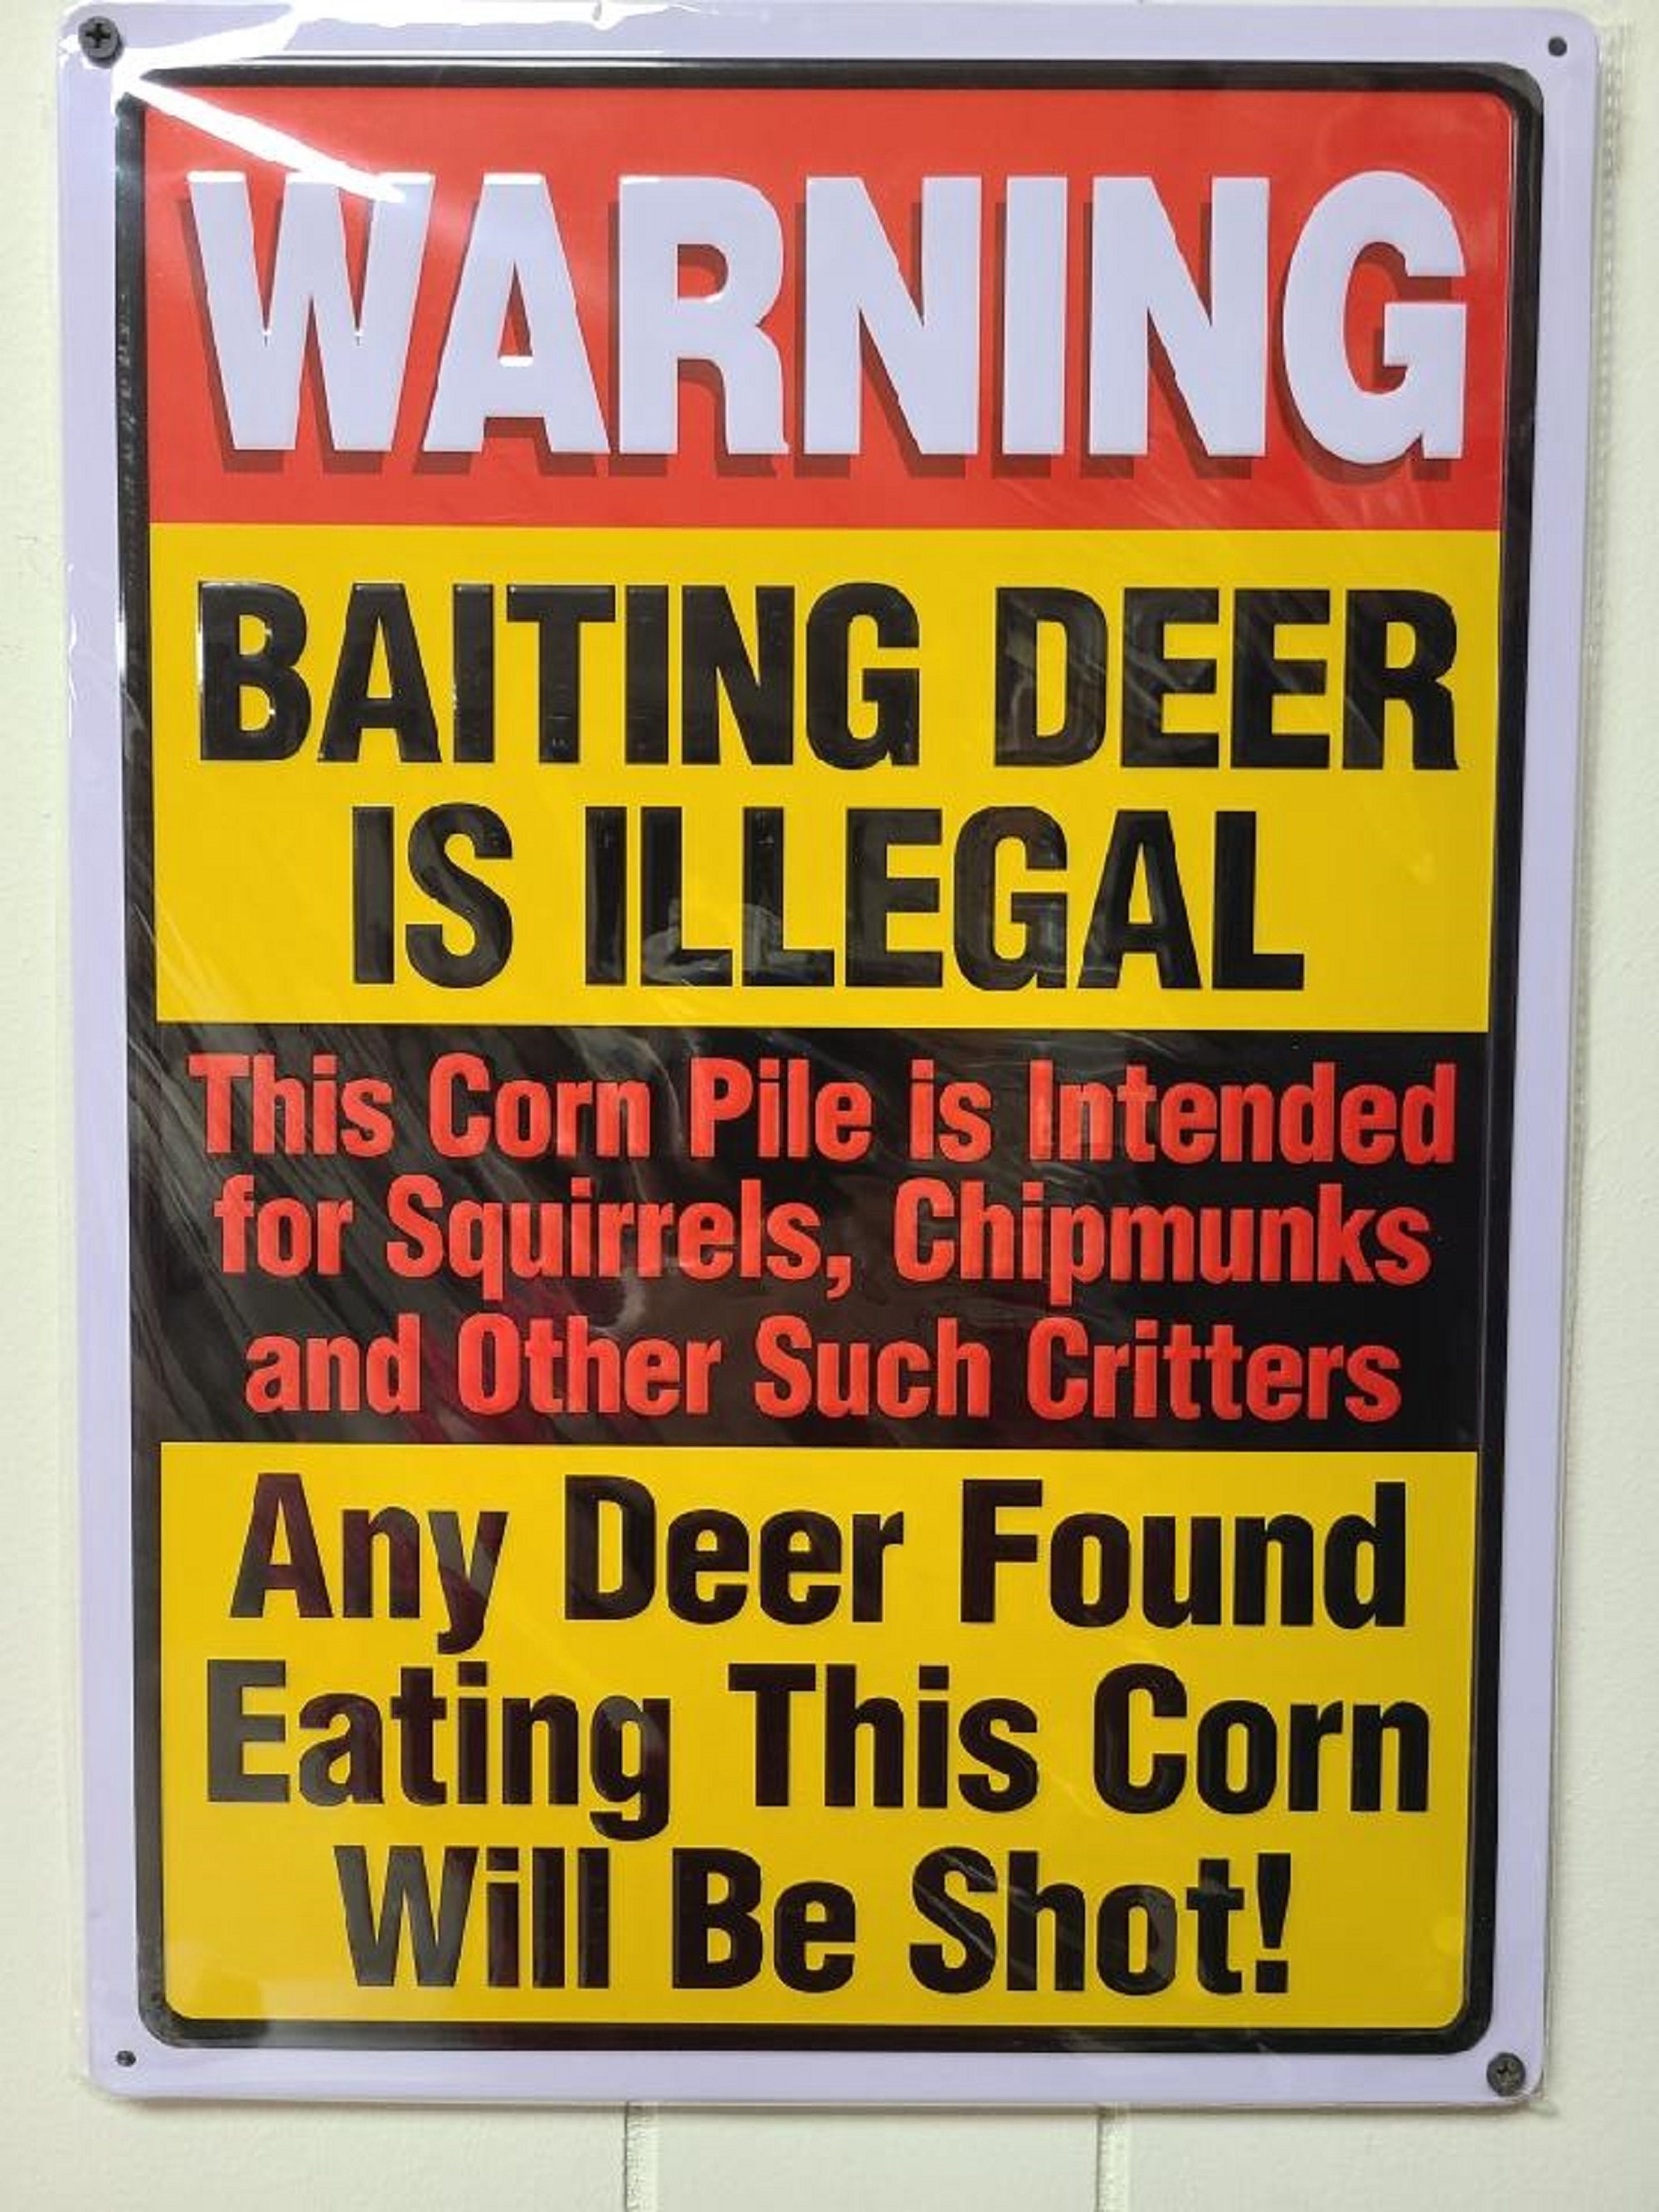 WARNING
BAITING DEER
IS ILLEGAL
This Corn Pile is Intended
for Squirrels, Chipmunks
and Other Such Critters
Any Deer Found
Eating This Corn
Will Be Shot!